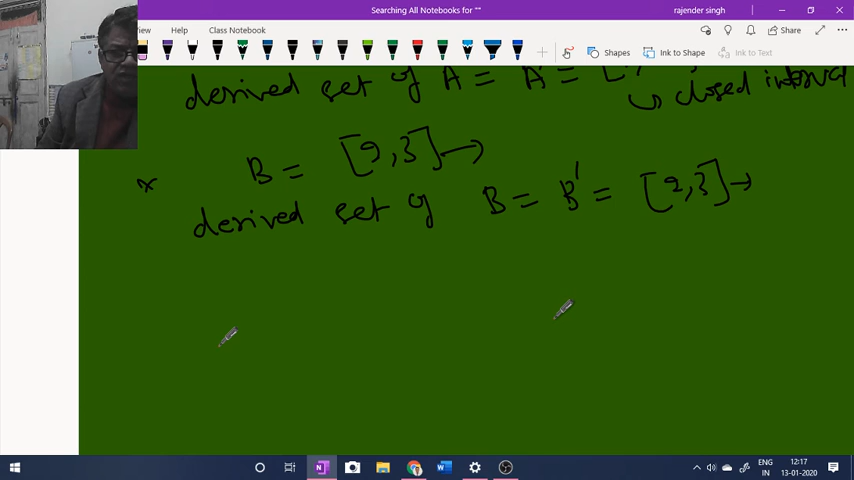 Searching All Notebooks for ""
rajender singh
View Help Class Notebook
Share
Shapes Ink to Shape Ink to Text
derived set of A = A' = [
closed interval
* B = [2,3] →
derived set of B = B' = [2,3] →
ENG
IN
12:17
13-01-2020